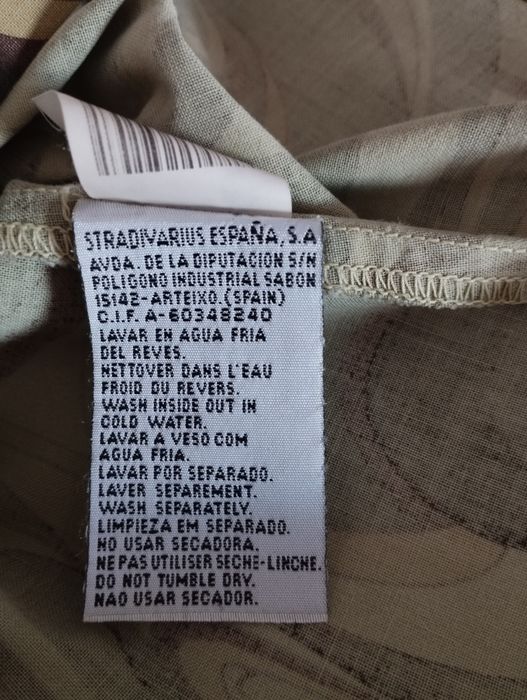 STRADIVARIUS ESPAÑA, S.A
AVDA. DE LA DIPUTACION S/N
POLIGONO INDUSTRIAL SABON
15142-ARTEIXO.(SPAIN)
C.I.F. A-60348240
LAVAR EN AGUA FRIA
DEL REVES.
NETTOVER DANS L'EAU
FROID DU REVERS.
WASH INSIDE OUT IN
COLD WATER.
LAVAR A VESO COM
AGUA FRIA.
LAVAR POR SEPARADO.
LAVER SEPAREMENT.
WASH SEPARATELY.
LIMPIEZA EM SEPARADO.
NO USAR SECADORA.
NE PAS UTILISER SECHE-LINCHE.
DO NOT TUMBLE DRY.
NAO USAR SECADOR.